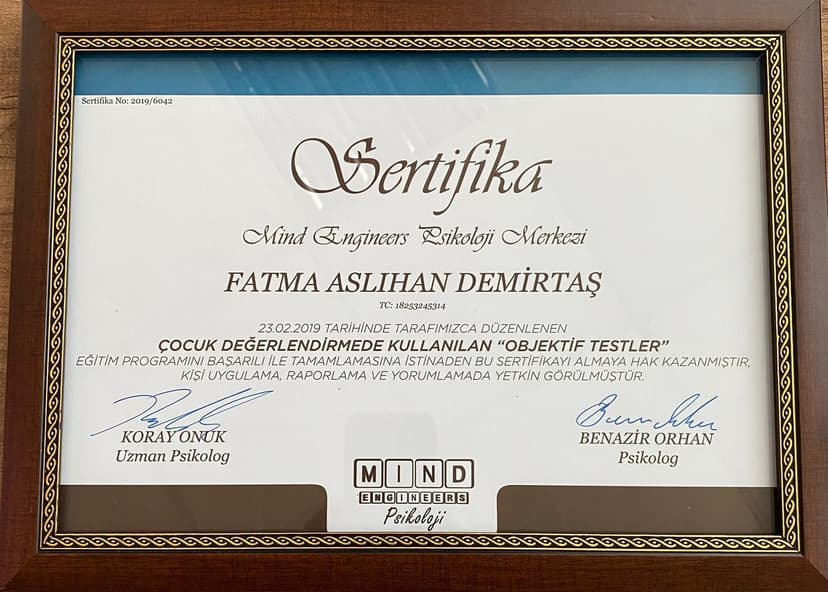 Sertifika No: 2019/6042
Sertifika
Mind Engineers Psikoloji Merkezi
FATMA ASLIHAN DEMİRTAŞ
TC: 18253245314
23.02.2019 TARİHİNDE TARAFIMIZCA DÜZENLENEN
ÇOCUK DEĞERLENDİRMEDE KULLANILAN “OBJEKTİF TESTLER”
EĞİTİM PROGRAMINI BAŞARILI İLE TAMAMLAMASINA İSTİNADEN BU SERTİFİKAYI ALMAYA HAK KAZANMIŞTIR,
KİŞİ UYGULAMA, RAPORLAMA VE YORUMLAMADA YETKİN GÖRÜLMÜŞTÜR.
KORAY ONUK
Uzman Psikolog
BENAZİR ORHAN
Psikolog
MIND
ENGINEERS
Psikoloji